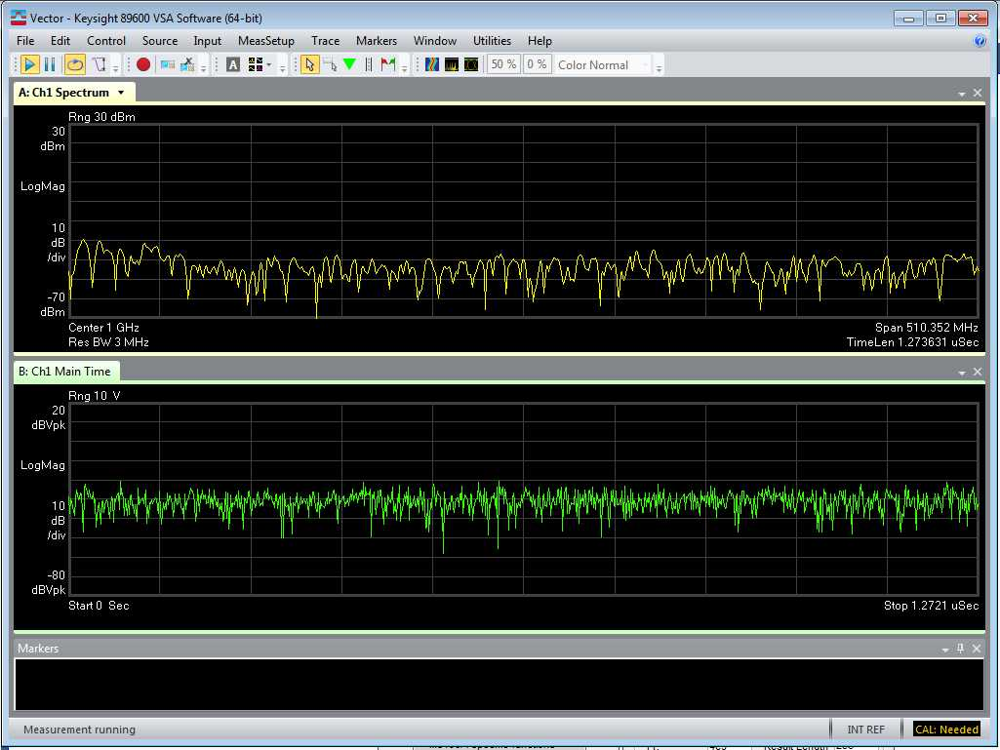 Vector - Keysight 89600 VSA Software (64-bit)
File Edit Control Source Input MeasSetup Trace Markers Window Utilities Help
A 50 % 0 % Color Normal
A: Ch1 Spectrum
Rng 30 dBm
30
dBm
LogMag
10
dB
/div
-70
dBm
Center 1 GHz Span 510.352 MHz
Res BW 3 MHz TimeLen 1.273631 uSec
B: Ch1 Main Time
Rng 10 V
20
dBVpk
LogMag
10
dB
/div
-80
dBVpk
Start 0 Sec Stop 1.2721 uSec
Markers
Measurement running INT REF CAL: Needed